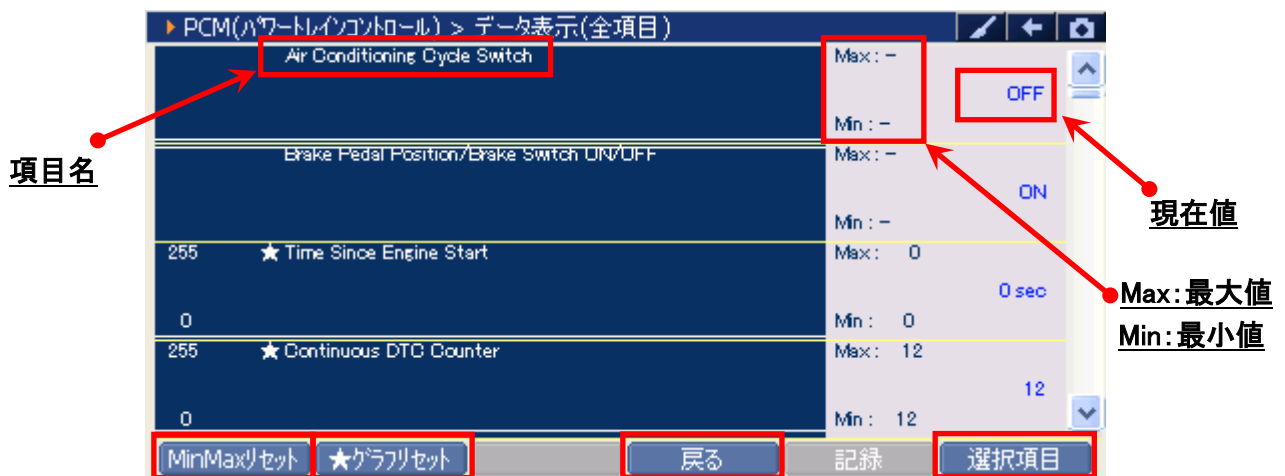 PCM(パワートレインコントロール) > データ表示(全項目)
Air Conditioning Cycle Switch
Max : -
OFF
Min : -
項目名
Brake Pedal Position/Brake Switch ON/OFF
Max : -
ON
Min : -
現在値
255 ★ Time Since Engine Start
Max : 0
0 sec
0
Min : 0
Max:最大値
Min:最小値
255 ★ Continuous DTC Counter
Max : 12
12
0
Min : 12
MinMaxリセット ★グラフリセット 戻る 記録 選択項目